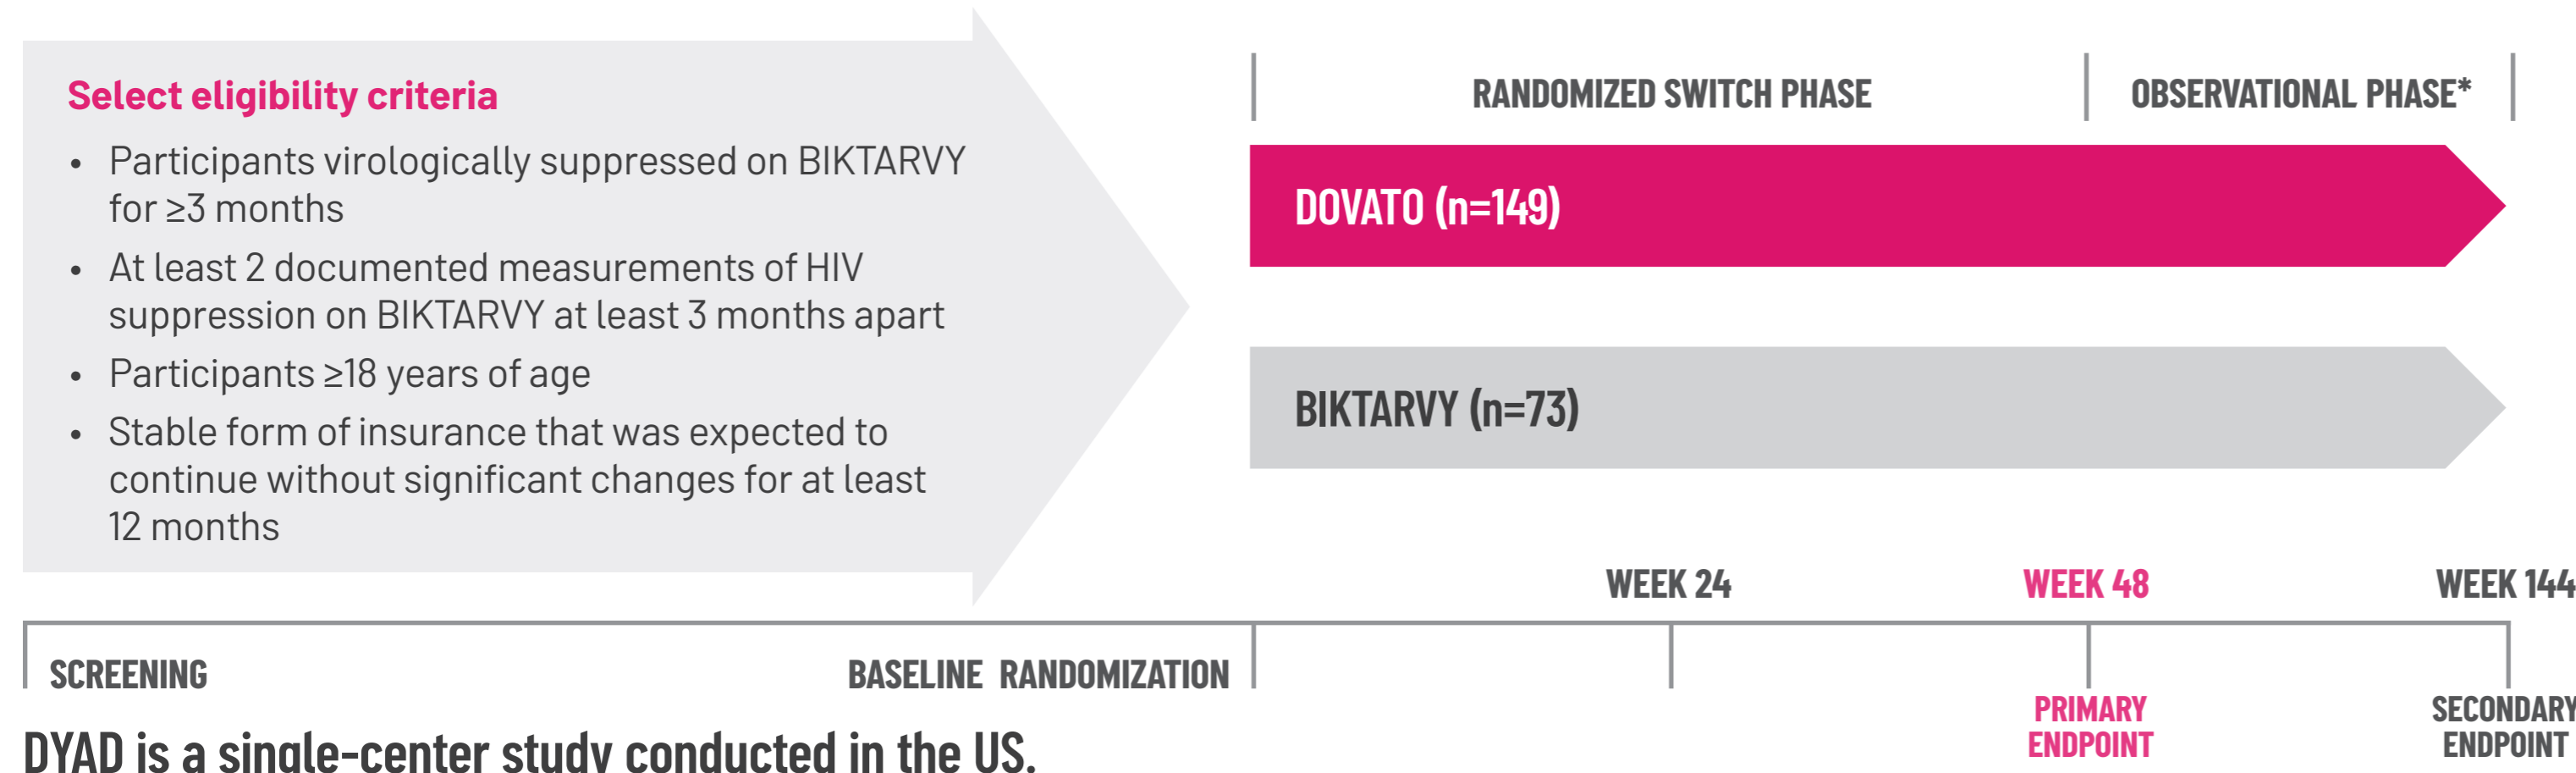 Select eligibility criteria
• Participants virologically suppressed on BIKTARVY
for ≥3 months
• At least 2 documented measurements of HIV
suppression on BIKTARVY at least 3 months apart
• Participants ≥18 years of age
• Stable form of insurance that was expected to
continue without significant changes for at least
12 months
RANDOMIZED SWITCH PHASE
OBSERVATIONAL PHASE*
DOVATO (n=149)
BIKTARVY (n=73)
WEEK 24
WEEK 48
WEEK 144
SCREENING
BASELINE RANDOMIZATION
PRIMARY
ENDPOINT
SECONDARY
ENDPOINT
DYAD is a single-center study conducted in the US.